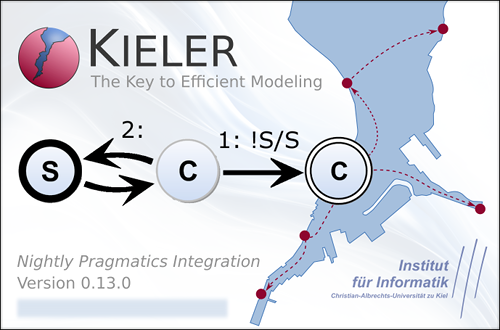 KIELER
The Key to Efficient Modeling
2:
1: !S/S
S
C
C
Nightly Pragmatics Integration
Version 0.13.0
Institut
für Informatik
Christian-Albrechts-Universität zu Kiel